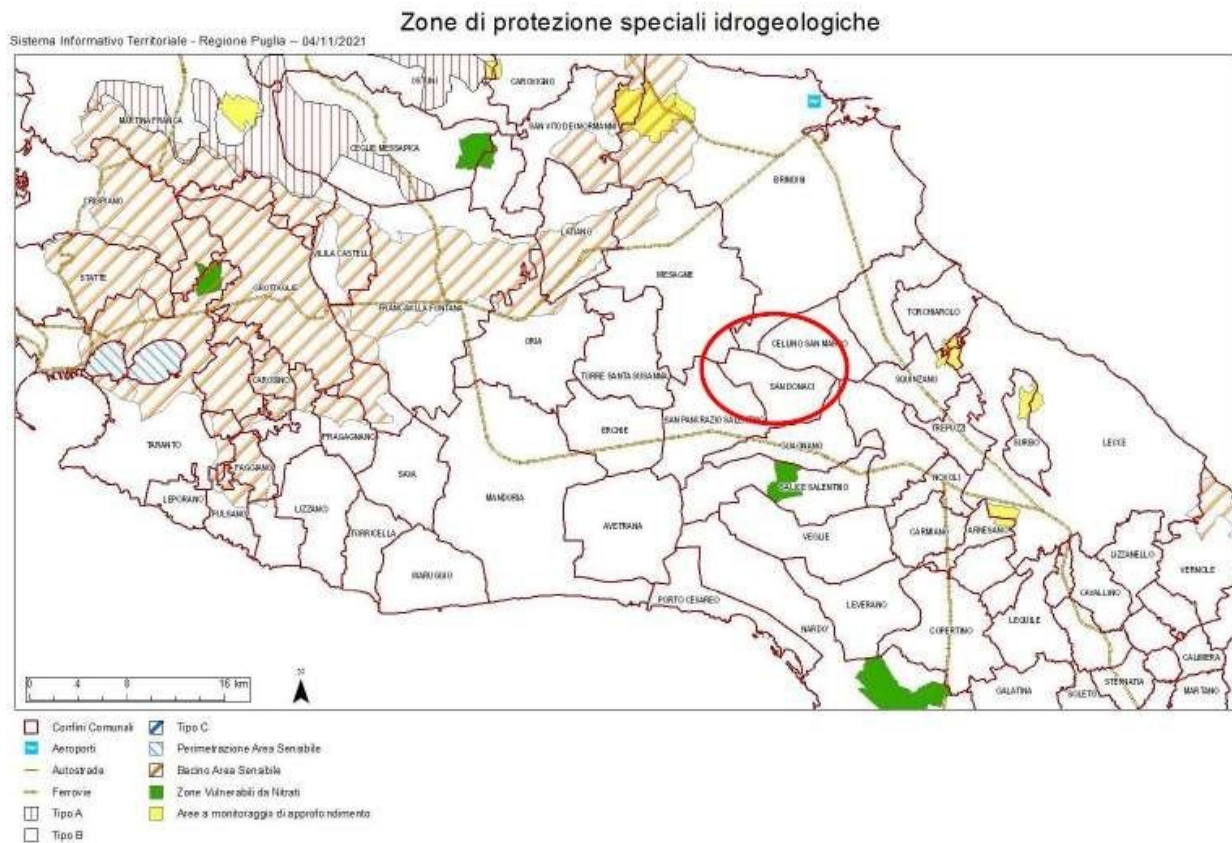 Zone di protezione speciali idrogeologiche
Sistema Informativo Territoriale - Regione Puglia -- 04/11/2021
OSTUNI
CAROVIGNO
MARTINA FRANCA
SAN VITO DEI NORMANNI
CEGLIE MESSAPICA
BRINDISI
CRISPIANO
LATIANO
VILLA CASTELLI
STATTE
MESAGNE
GROTTAGLIE
TORCHIAROLO
FRANCAVILLA FONTANA
ORIA
CELLINO SAN MARCO
CAROSINO
TORRE SANTA SUSANNA
SQUINZANO
SAN DONACI
SAN PANCRAZIO SALENTINO
ERCHIE
TREPUZZI
FRAGAGNANO
SURBO
LECCE
TARANTO
GUAGNANO
FAGGIANO
SAVA
NOVOLI
LEPORANO
MANDURIA
SALICE SALENTINO
PULSANO
LIZZANO
TORRICELLA
AVETRANA
VEGLIE
CARMIANO
ARNESANO
LIZZANELLO
MARUGGIO
VERNOLE
PORTO CESAREO
LEVERANO
CAVALLINO
NARDO'
COPERTINO
LEQUILE
CALIMERA
STERNATIA
GALATINA
SOLETO
MARTANO
0 4 8 16 km
N
Confini Comunali
Aeroporti
Autostrade
Ferrovie
Tipo A
Tipo B
Tipo C
Perimetrazione Area Sensibile
Bacino Area Sensibile
Zone Vulnerabili da Nitrati
Aree a monitoraggio di approfondimento